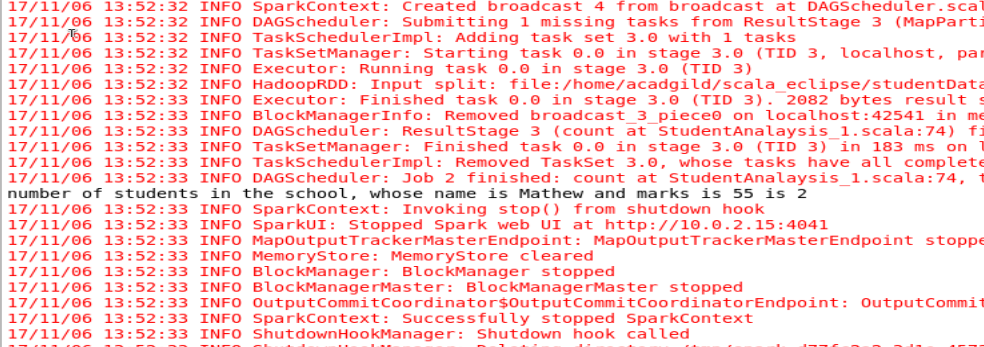 17/11/06 13:52:32 INFO SparkContext: Created broadcast 4 from broadcast at DAGScheduler.scal
17/11/06 13:52:32 INFO DAGScheduler: Submitting 1 missing tasks from ResultStage 3 (MapParti
17/11/06 13:52:32 INFO TaskSchedulerImpl: Adding task set 3.0 with 1 tasks
17/11/06 13:52:32 INFO TaskSetManager: Starting task 0.0 in stage 3.0 (TID 3, localhost, par
17/11/06 13:52:32 INFO Executor: Running task 0.0 in stage 3.0 (TID 3)
17/11/06 13:52:32 INFO HadoopRDD: Input split: file:/home/acadgild/scala_eclipse/studentData
17/11/06 13:52:33 INFO Executor: Finished task 0.0 in stage 3.0 (TID 3). 2082 bytes result s
17/11/06 13:52:33 INFO BlockManagerInfo: Removed broadcast_3_piece0 on localhost:42541 in me
17/11/06 13:52:33 INFO DAGScheduler: ResultStage 3 (count at StudentAnalysis_1.scala:74) fi
17/11/06 13:52:33 INFO TaskSetManager: Finished task 0.0 in stage 3.0 (TID 3) in 183 ms on l
17/11/06 13:52:33 INFO TaskSchedulerImpl: Removed TaskSet 3.0, whose tasks have all complete
17/11/06 13:52:33 INFO DAGScheduler: Job 2 finished: count at StudentAnalysis_1.scala:74, t
number of students in the school, whose name is Mathew and marks is 55 is 2
17/11/06 13:52:33 INFO SparkContext: Invoking stop() from shutdown hook
17/11/06 13:52:33 INFO SparkUI: Stopped Spark web UI at http://10.0.2.15:4041
17/11/06 13:52:33 INFO MapOutputTrackerMasterEndpoint: MapOutputTrackerMasterEndpoint stoppe
17/11/06 13:52:33 INFO MemoryStore: MemoryStore cleared
17/11/06 13:52:33 INFO BlockManager: BlockManager stopped
17/11/06 13:52:33 INFO BlockManagerMaster: BlockManagerMaster stopped
17/11/06 13:52:33 INFO OutputCommitCoordinator$OutputCommitCoordinatorEndpoint: OutputCommit
17/11/06 13:52:33 INFO SparkContext: Successfully stopped SparkContext
17/11/06 13:52:33 INFO ShutdownHookManager: Shutdown hook called